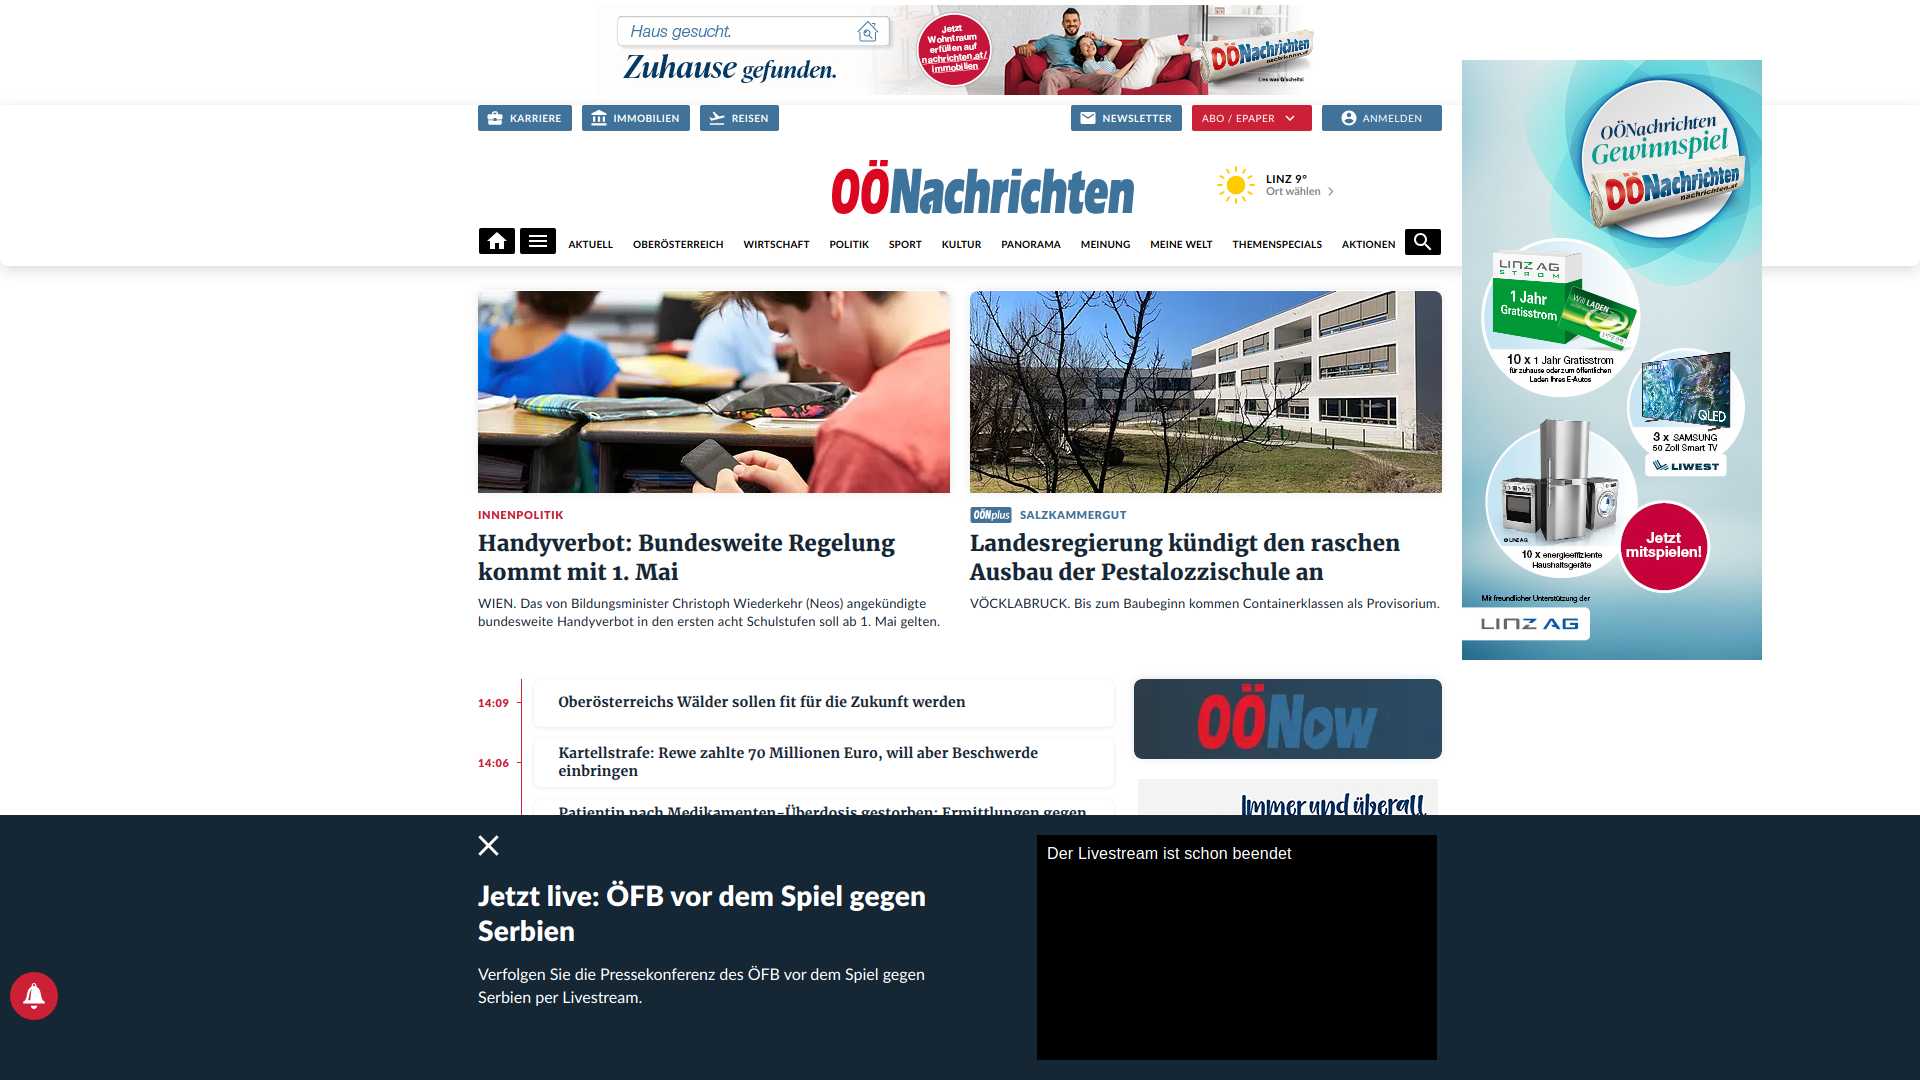 Haus gesucht.
Zuhause gefunden.
Jetzt
Wohntraum
erfüllen auf
nachrichten.at/
immobilien
OÖNachrichten
nachrichten.at
Lies was G'scheits!
KARRIERE
IMMOBILIEN
REISEN
NEWSLETTER
ABO / EPAPER
ANMELDEN
OÖNachrichten
LINZ 9°
Ort wählen
AKTUELL
OBERÖSTERREICH
WIRTSCHAFT
POLITIK
SPORT
KULTUR
PANORAMA
MEINUNG
MEINE WELT
THEMENSPECIALS
AKTIONEN
OÖNachrichten
Gewinnspiel
OÖNachrichten
nachrichten.at
LINZ AG
STROM
1 Jahr
Gratisstrom
Will LADEN
10 x 1 Jahr Gratisstrom
für zuhause oder zum öffentlichen
Laden Ihres E-Autos
QLED
3 x SAMSUNG
50 Zoll Smart TV
LIWEST
© LINZ AG
10 x energieeffiziente
Haushaltsgeräte
Jetzt
mitspielen!
Mit freundlicher Unterstützung der
LINZ AG
INNENPOLITIK
Handyverbot: Bundesweite Regelung
kommt mit 1. Mai
WIEN. Das von Bildungsminister Christoph Wiederkehr (Neos) angekündigte
bundesweite Handyverbot in den ersten acht Schulstufen soll ab 1. Mai gelten.
OÖNplus SALZKAMMERGUT
Landesregierung kündigt den raschen
Ausbau der Pestalozzischule an
VÖCKLABRUCK. Bis zum Baubeginn kommen Containerklassen als Provisorium.
14:09
Oberösterreichs Wälder sollen fit für die Zukunft werden
14:06
Kartellstrafe: Rewe zahlte 70 Millionen Euro, will aber Beschwerde
einbringen
Patientin nach Medikamenten-Überdosis gestorben: Ermittlungen gegen
OÖNow
Immer und überall
Jetzt live: ÖFB vor dem Spiel gegen
Serbien
Verfolgen Sie die Pressekonferenz des ÖFB vor dem Spiel gegen
Serbien per Livestream.
Der Livestream ist schon beendet